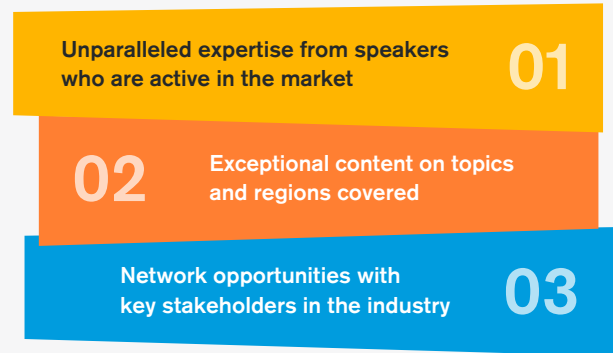 Unparalleled expertise from speakers
who are active in the market
01
02
Exceptional content on topics
and regions covered
Network opportunities with
key stakeholders in the industry
03